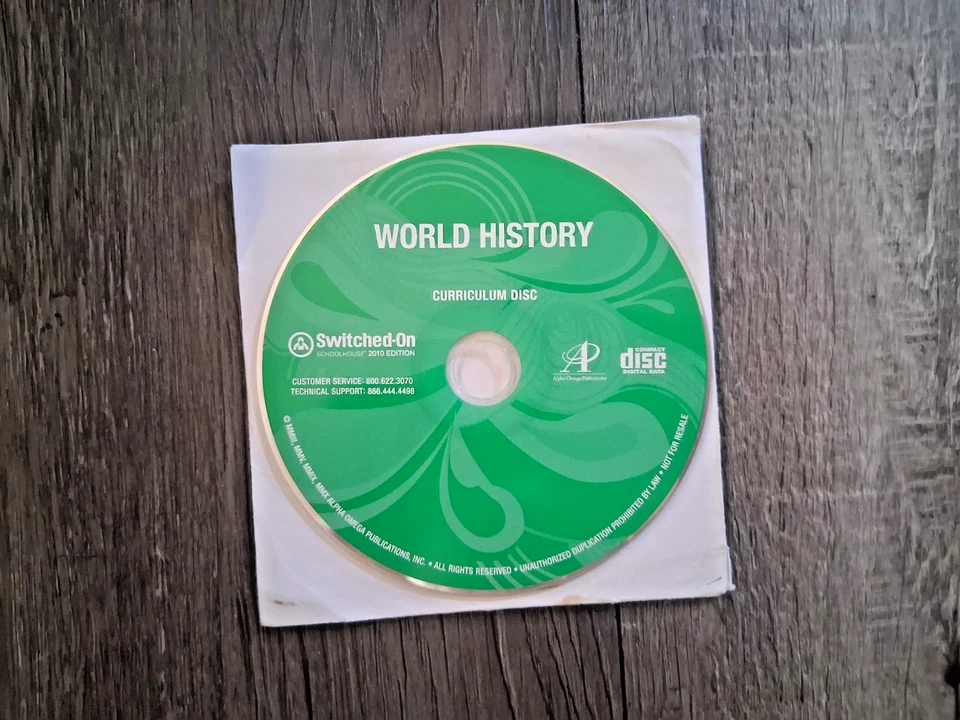 WORLD HISTORY
CURRICULUM DISC
Switched-On
SCHOOLHOUSE® 2010 EDITION
CUSTOMER SERVICE: 800.622.3070
TECHNICAL SUPPORT: 866.444.4498
AP
Alpha Omega Publications
COMPACT
disc
DIGITAL DATA
© MMIII, MMV, MMIX, MMX ALPHA OMEGA PUBLICATIONS, INC. • ALL RIGHTS RESERVED • UNAUTHORIZED DUPLICATION PROHIBITED BY LAW • NOT FOR RESALE